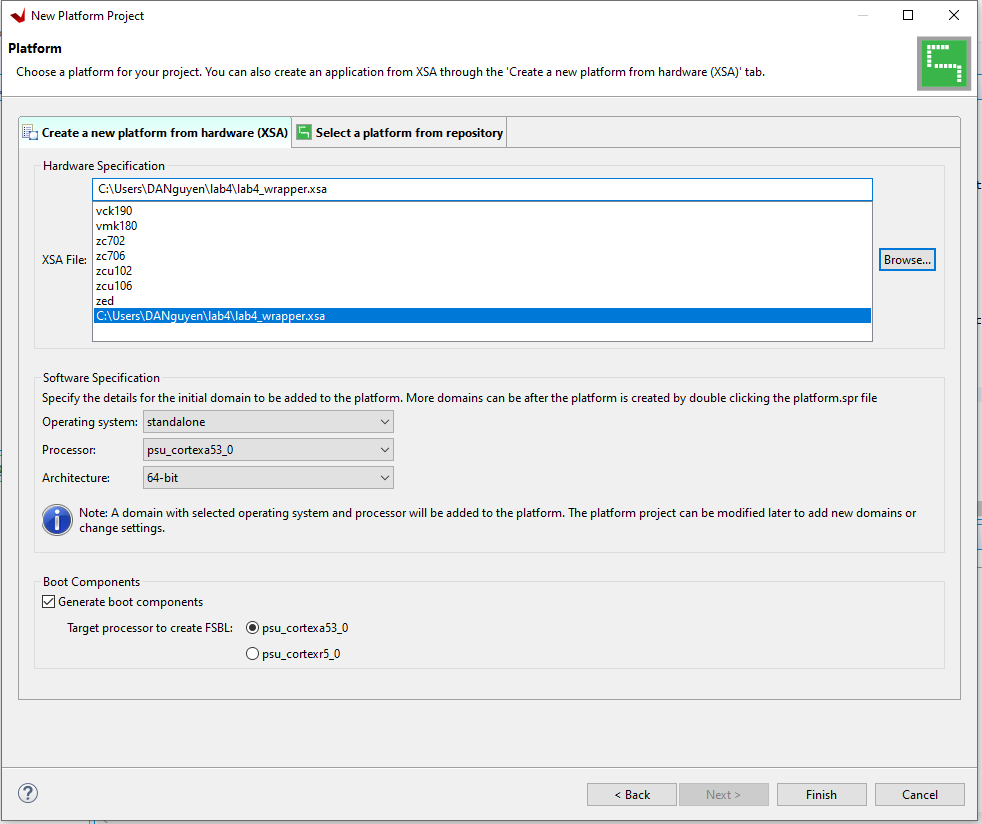 New Platform Project
Platform
Choose a platform for your project. You can also create an application from XSA through the 'Create a new platform from hardware (XSA)' tab.
Create a new platform from hardware (XSA)
Select a platform from repository
Hardware Specification
C:\Users\DANguyen\lab4\lab4_wrapper.xsa
vck190
vmk180
zc702
zc706
zcu102
zcu106
zed
C:\Users\DANguyen\lab4\lab4_wrapper.xsa
XSA File:
Browse...
Software Specification
Specify the details for the initial domain to be added to the platform. More domains can be after the platform is created by double clicking the platform.spr file
Operating system: standalone
Processor: psu_cortexa53_0
Architecture: 64-bit
Note: A domain with selected operating system and processor will be added to the platform. The platform project can be modified later to add new domains or
change settings.
Boot Components
Generate boot components
Target processor to create FSBL: psu_cortexa53_0
psu_cortexr5_0
< Back
Next >
Finish
Cancel